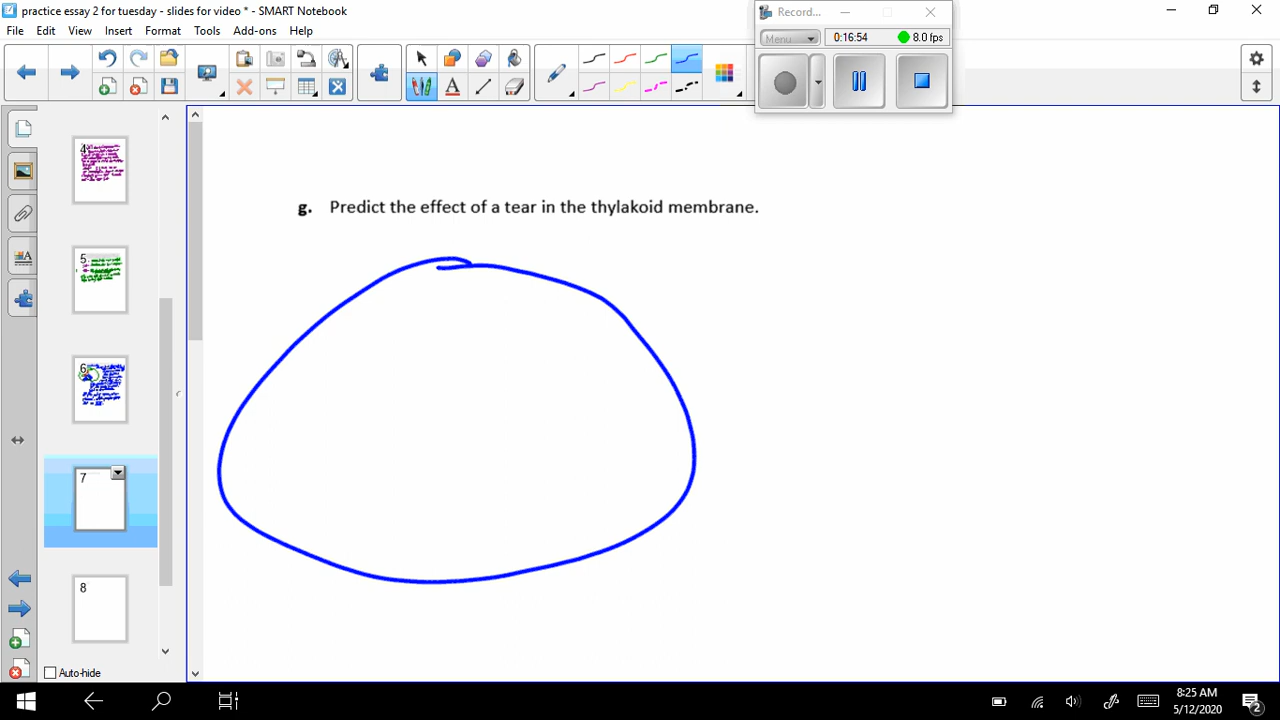 practice essay 2 for tuesday - slides for video * - SMART Notebook
File Edit View Insert Format Tools Add-ons Help
Record...
Menu 0:16:54 8.0 fps
g. Predict the effect of a tear in the thylakoid membrane.
4
5
6
7
8
Auto-hide
8:25 AM
5/12/2020
2